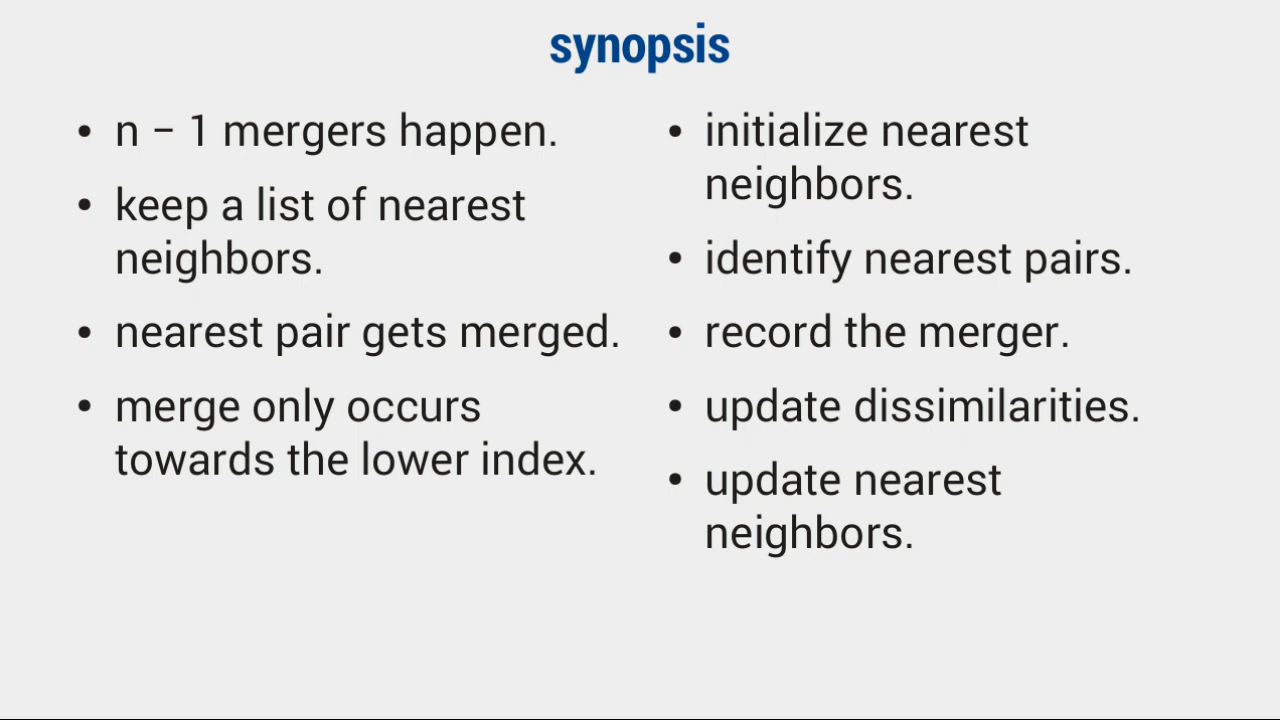 synopsis
• n − 1 mergers happen.
• keep a list of nearest
neighbors.
• nearest pair gets merged.
• merge only occurs
towards the lower index.
• initialize nearest
neighbors.
• identify nearest pairs.
• record the merger.
• update dissimilarities.
• update nearest
neighbors.